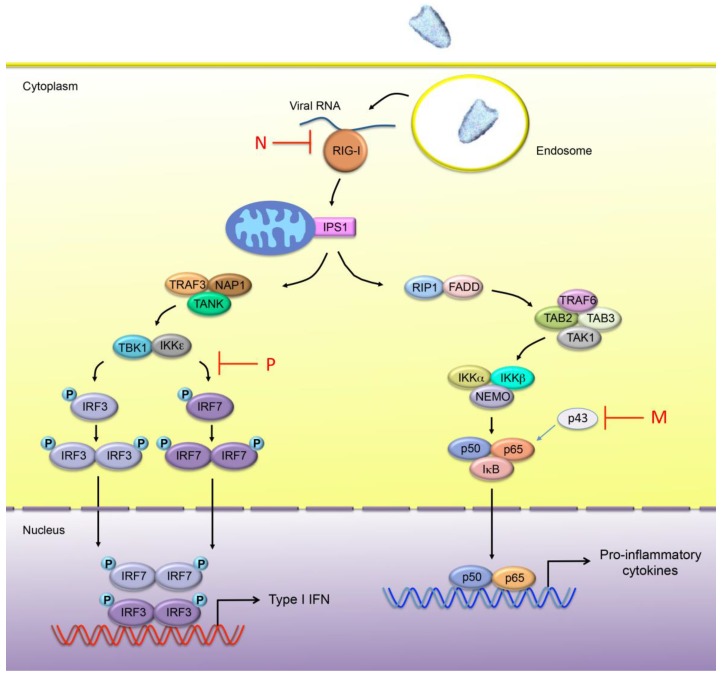 Cytoplasm
Viral RNA
N
RIG-I
Endosome
IPS1
TRAF3
NAP1
TANK
RIP1
FADD
TRAF6
TAB2
TAB3
TAK1
TBK1
IKKε
P
IKKα
IKKβ
NEMO
P
IRF3
P
IRF7
p43
M
P
IRF3
IRF3
P
P
IRF7
IRF7
P
p50
p65
IκB
Nucleus
P
IRF7
IRF7
P
P
IRF3
IRF3
P
Type I IFN
p50
p65
Pro-inflammatory
cytokines